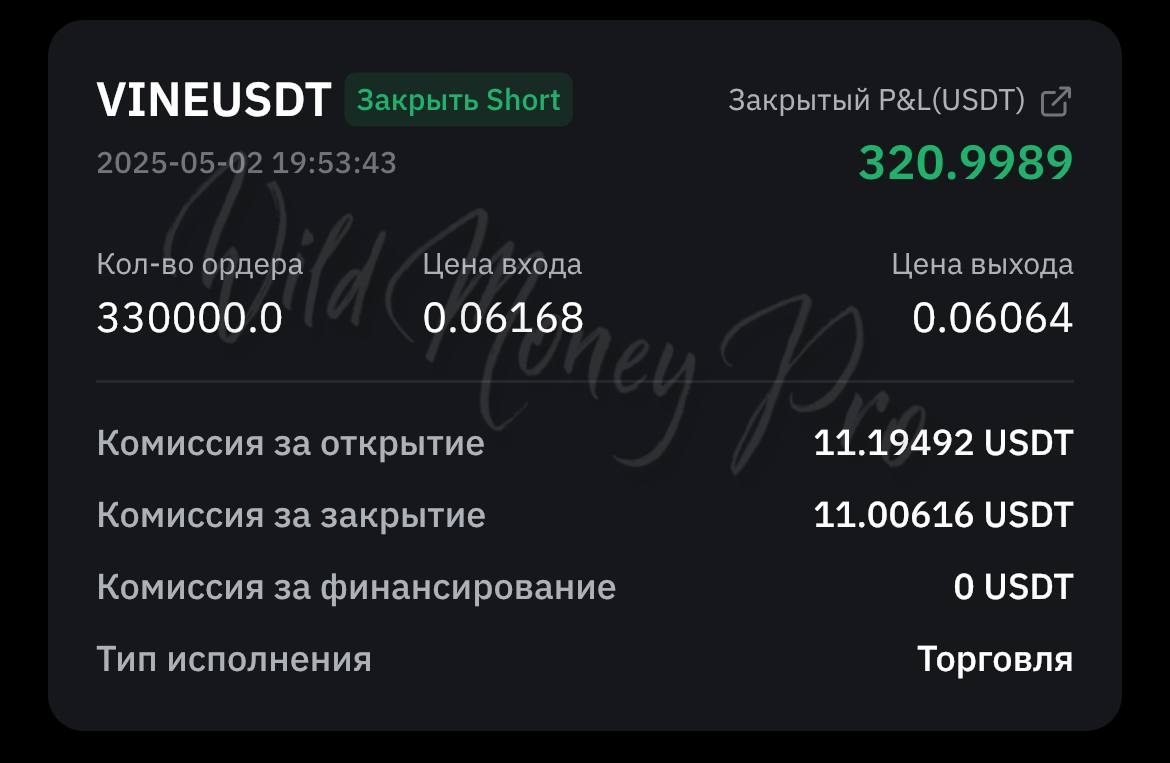 VINEUSDT Закрыть Short Закрытый P&L(USDT)
2025-05-02 19:53:43 320.9989
Кол-во ордера Цена входа Цена выхода
330000.0 0.06168 0.06064
Wild Money Pro
Комиссия за открытие 11.19492 USDT
Комиссия за закрытие 11.00616 USDT
Комиссия за финансирование 0 USDT
Тип исполнения Торговля